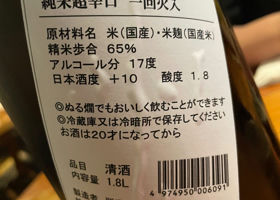 純米超辛口 一回火入
原材料名 米(国産)・米麹(国産米)
精米歩合 65%
アルコール分 17度
日本酒度 +10 酸度 1.8
◎ぬる燗でもおいしく飲むことができます
◎冷蔵庫又は冷暗所で保存してください
お酒は20才になってから
品目 清酒
内容量 1.8L
製造者
4 974950 006091